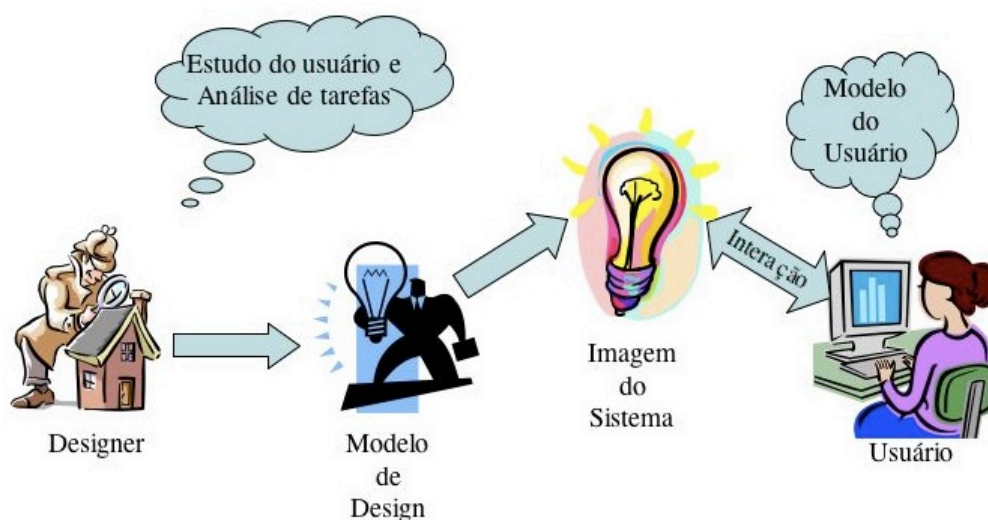 Estudo do usuário e
Análise de tarefas
Modelo
do
Usuário
Interação
Designer
Modelo
de
Design
Imagem
do
Sistema
Usuário